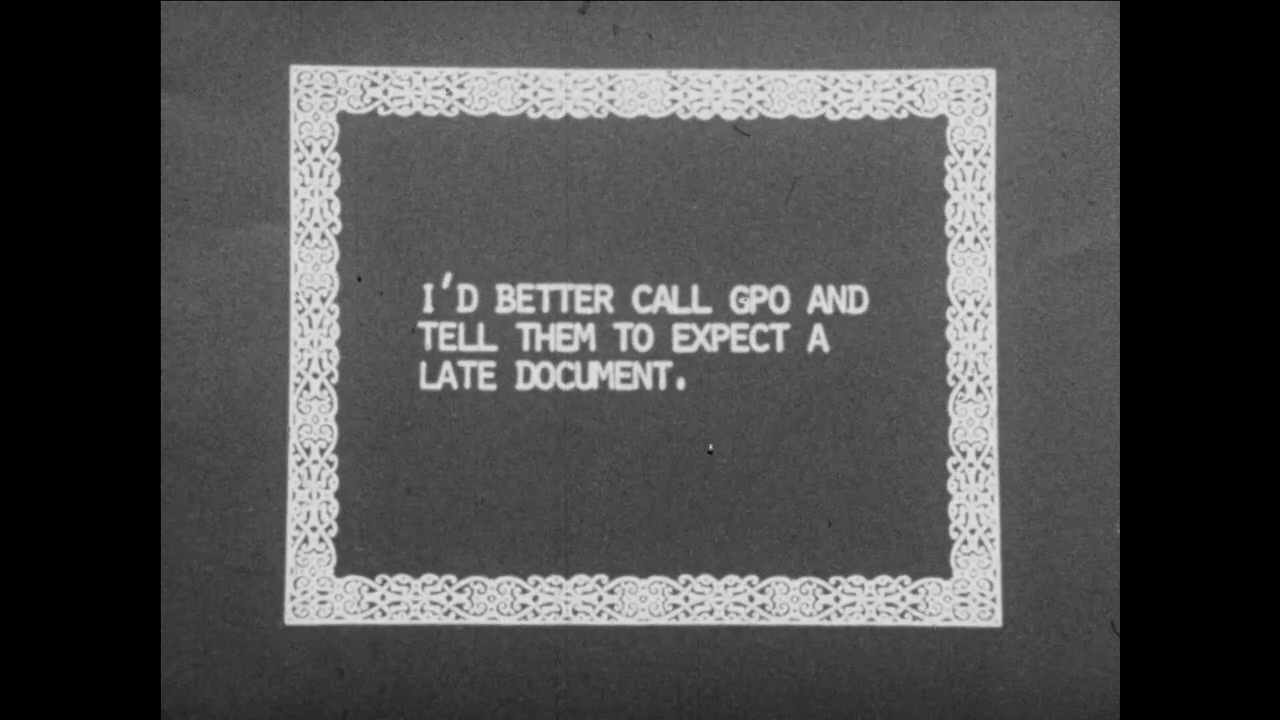 I'D BETTER CALL GPO AND
TELL THEM TO EXPECT A
LATE DOCUMENT.